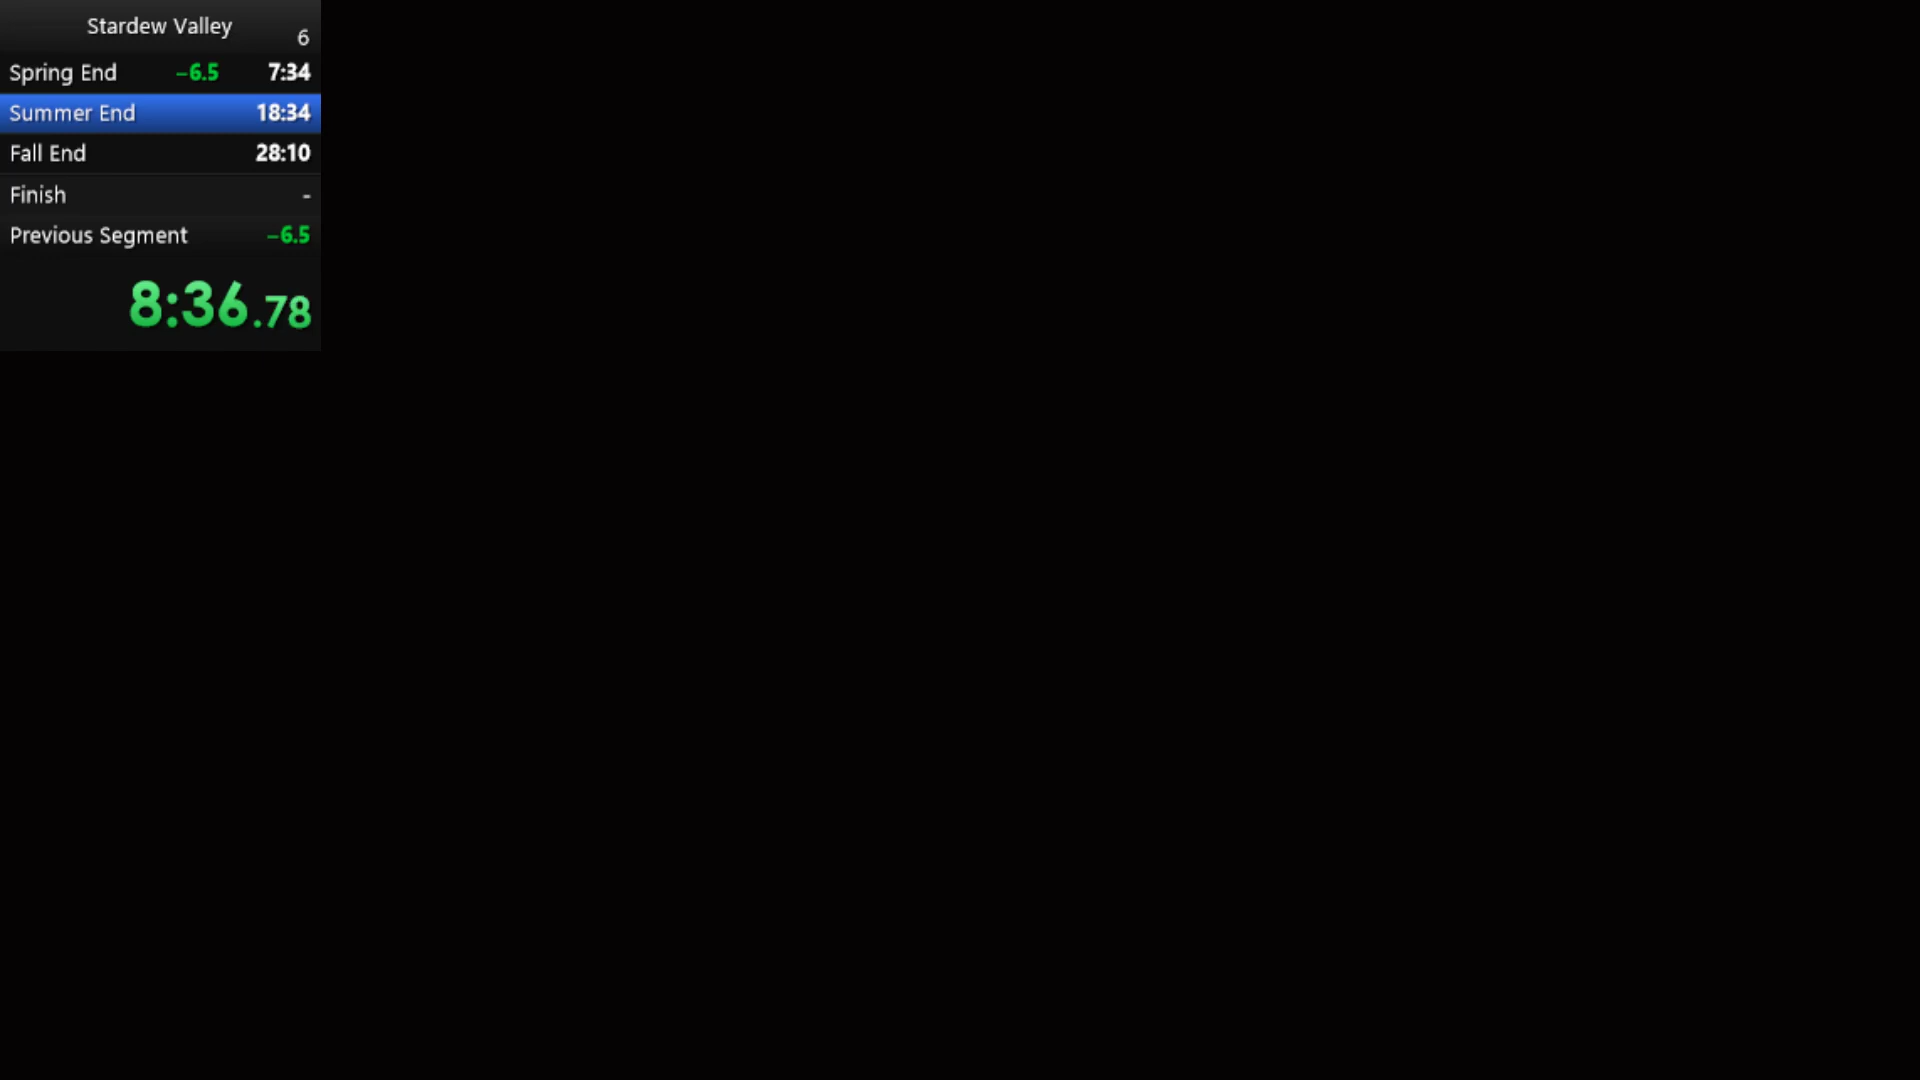 Stardew Valley
6
Spring End −6.5 7:34
Summer End 18:34
Fall End 28:10
Finish -
Previous Segment −6.5
8:36.78